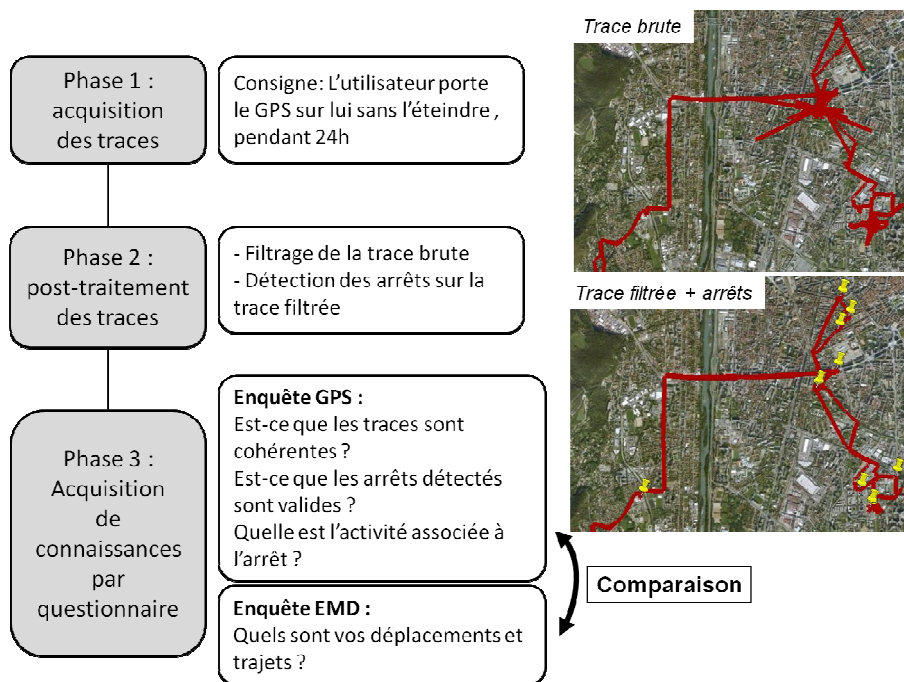 Phase 1 :
acquisition
des traces
Consigne: L'utilisateur porte
le GPS sur lui sans l'éteindre ,
pendant 24h
Trace brute
Phase 2 :
post-traitement
des traces
- Filtrage de la trace brute
- Détection des arrêts sur la
trace filtrée
Trace filtrée + arrêts
Phase 3 :
Acquisition
de
connaissances
par
questionnaire
Enquête GPS :
Est-ce que les traces sont
cohérentes ?
Est-ce que les arrêts détectés
sont valides ?
Quelle est l'activité associée à
l'arrêt ?
Enquête EMD :
Quels sont vos déplacements et
trajets ?
Comparaison